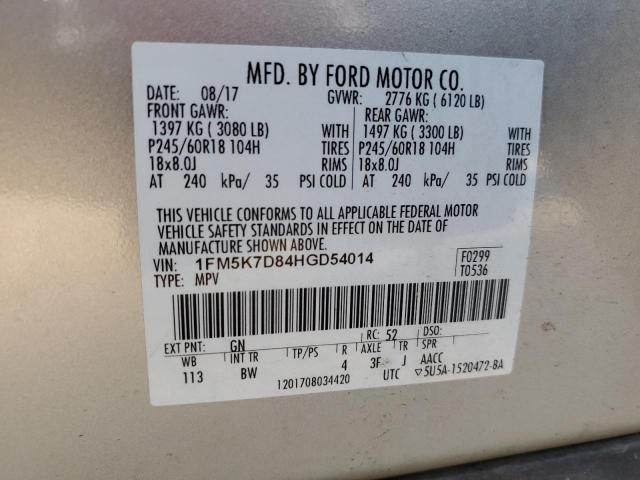 MFD. BY FORD MOTOR CO.
DATE: 08/17 GVWR: 2776 KG ( 6120 LB)
FRONT GAWR: REAR GAWR:
1397 KG ( 3080 LB) WITH 1497 KG ( 3300 LB) WITH
P245/60R18 104H TIRES P245/60R18 104H TIRES
18x8.0J RIMS 18x8.0J RIMS
AT 240 kPa/ 35 PSI COLD AT 240 kPa/ 35 PSI COLD
THIS VEHICLE CONFORMS TO ALL APPLICABLE FEDERAL MOTOR
VEHICLE SAFETY STANDARDS IN EFFECT ON THE DATE OF
MANUFACTURE SHOWN ABOVE.
VIN: 1FM5K7D84HGD54014 F0299
TYPE: MPV T0536
EXT PNT: GN RC: 52 DSO:
WB INT TR TP/PS R AXLE TR SPR
113 BW 4 3F J AACC
1201708034420 UTC ▽5U5A-1520472-BA